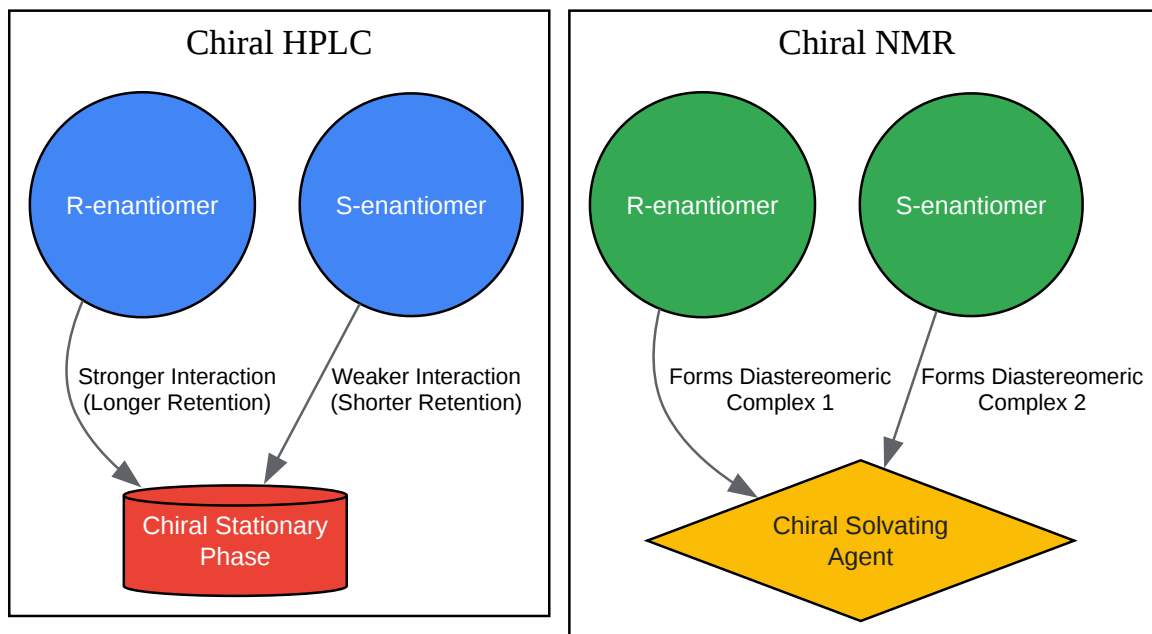 Chiral HPLC
R-enantiomer
S-enantiomer
Stronger Interaction
(Longer Retention)
Weaker Interaction
(Shorter Retention)
Chiral Stationary
Phase
Chiral NMR
R-enantiomer
S-enantiomer
Forms Diastereomeric
Complex 1
Forms Diastereomeric
Complex 2
Chiral Solvating
Agent